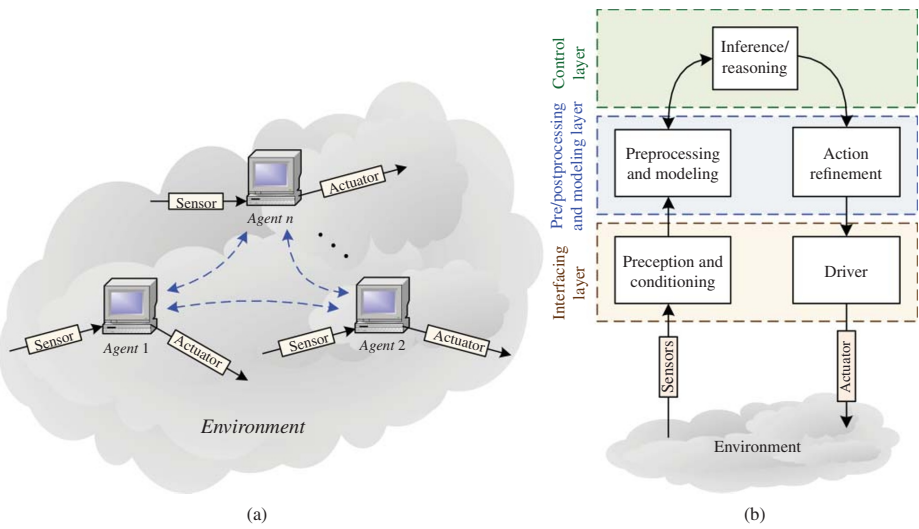 Sensor
Actuator
Agent n
Sensor
Agent 1
Actuator
Sensor
Agent 2
Actuator
Environment
(a)
Control
layer
Inference/
reasoning
Pre/postprocessing
and modeling layer
Preprocessing
and modeling
Action
refinement
Interfacing
layer
Preception and
conditioning
Driver
Sensors
Actuator
Environment
(b)